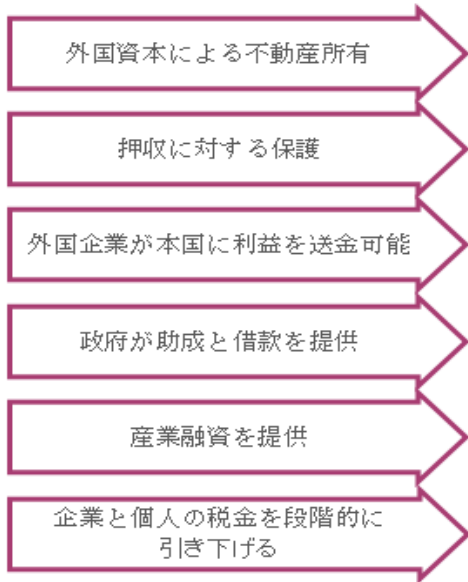 外国資本による不動産所有
押収に対する保護
外国企業が本国に利益を送金可能
政府が助成と借款を提供
産業融資を提供
企業と個人の税金を段階的に
引き下げる